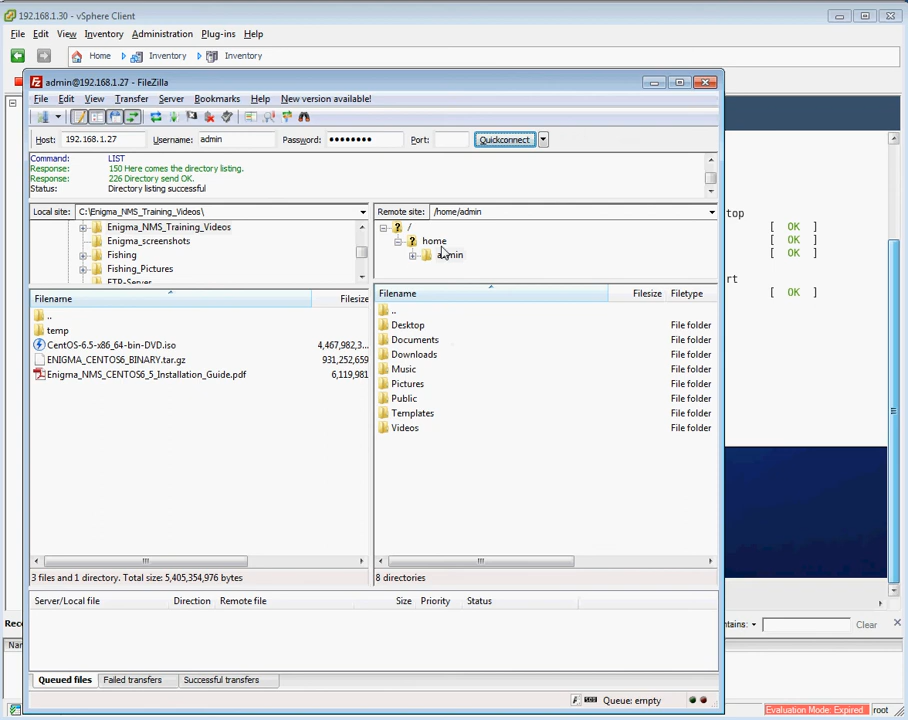 192.168.1.30 - vSphere Client
File Edit View Inventory Administration Plug-ins Help
Home Inventory Inventory
admin@192.168.1.27 - FileZilla
File Edit View Transfer Server Bookmarks Help New version available!
Host: 192.168.1.27 Username: admin Password: ●●●●●●●● Port: Quickconnect
Command: LIST
Response: 150 Here comes the directory listing.
Response: 226 Directory send OK.
Status: Directory listing successful
Local site: C:\Enigma_NMS_Training_Videos\
Enigma_NMS_Training_Videos
Enigma_screenshots
Fishing
Fishing_Pictures
FTP-Server
Filename Filesize
..
temp
CentOS-6.5-x86_64-bin-DVD.iso 4,467,982,3...
ENIGMA_CENTOS6_BINARY.tar.gz 931,252,659
Enigma_NMS_CENTOS6_5_Installation_Guide.pdf 6,119,981
3 files and 1 directory. Total size: 5,405,354,976 bytes
Remote site: /home/admin
/
home
admin
Filename Filesize Filetype
..
Desktop File folder
Documents File folder
Downloads File folder
Music File folder
Pictures File folder
Public File folder
Templates File folder
Videos File folder
8 directories
Server/Local file Direction Remote file Size Priority Status
Queued files Failed transfers Successful transfers
Queue: empty
top
[ OK ]
[ OK ]
[ OK ]
rt
[ OK ]
Rec
tains: Clear
Nar
Evaluation Mode: Expired root